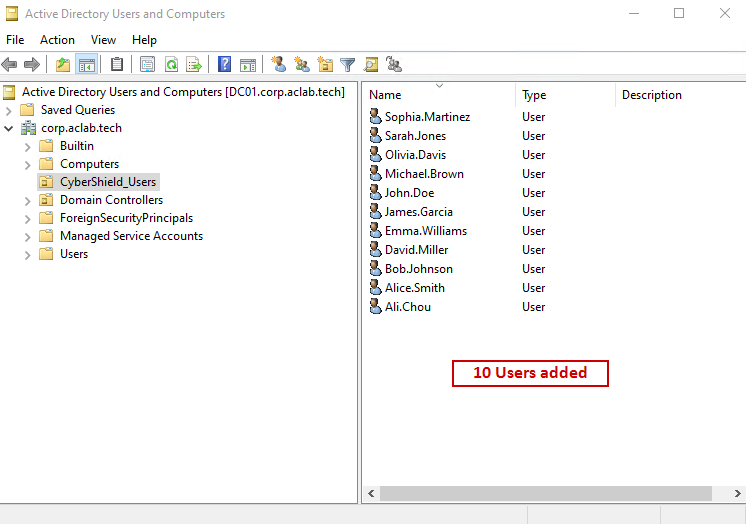 Active Directory Users and Computers
File Action View Help
Active Directory Users and Computers [DC01.corp.aclab.tech]
Saved Queries
corp.aclab.tech
Builtin
Computers
CyberShield_Users
Domain Controllers
ForeignSecurityPrincipals
Managed Service Accounts
Users
Name Type Description
Sophia.Martinez User
Sarah.Jones User
Olivia.Davis User
Michael.Brown User
John.Doe User
James.Garcia User
Emma.Williams User
David.Miller User
Bob.Johnson User
Alice.Smith User
Ali.Chou User
10 Users added